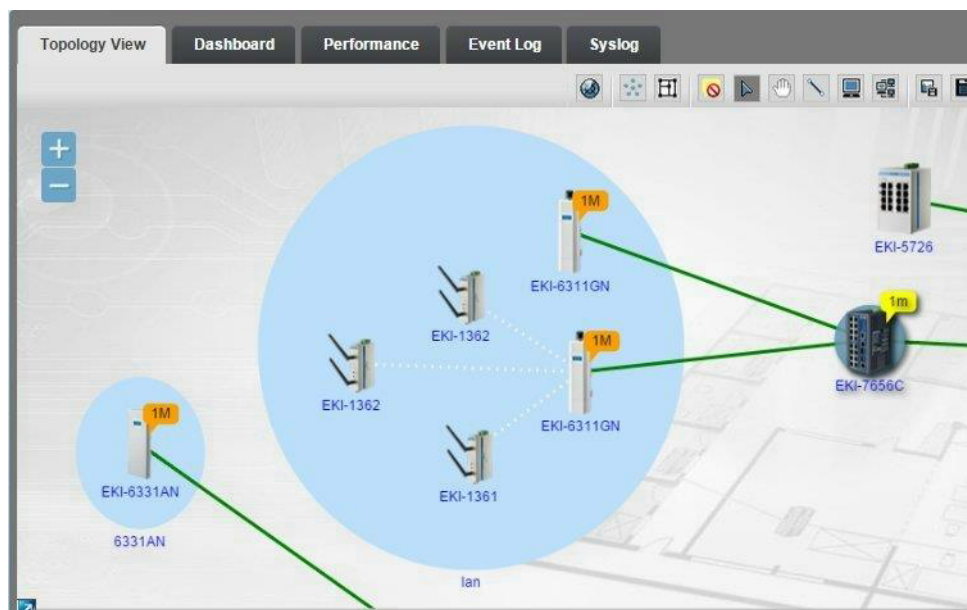 Topology View
Dashboard
Performance
Event Log
Syslog
1M
EKI-6311GN
EKI-5726
EKI-1362
1m
EKI-7656C
1M
EKI-1362
EKI-6311GN
1M
EKI-6331AN
EKI-1361
6331AN
lan